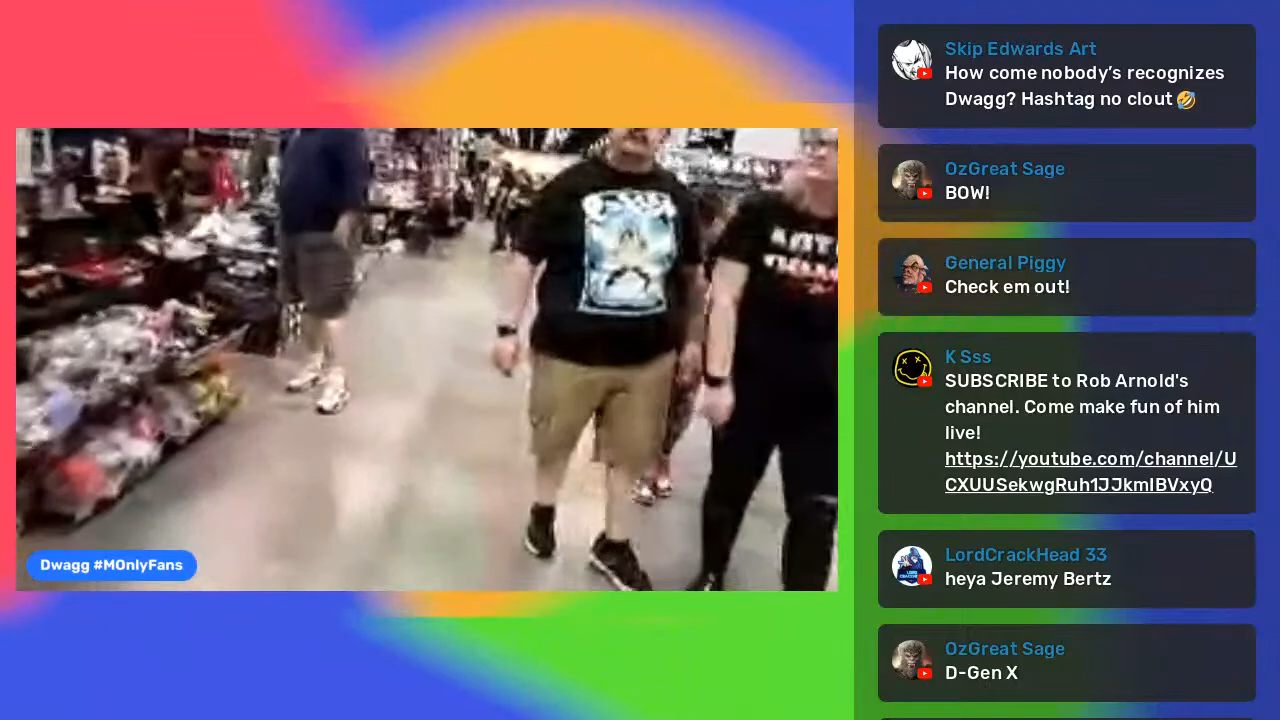 Skip Edwards Art
How come nobody's recognizes
Dwagg? Hashtag no clout🤣
OzGreat Sage
BOW!
General Piggy
Check em out!
K Sss
SUBSCRIBE to Rob Arnold's
channel. Come make fun of him
live!
https://youtube.com/channel/U
CXUUSekwgRuh1JJkmIBVxyQ
LordCrackHead 33
heya Jeremy Bertz
OzGreat Sage
D-Gen X
Dwagg #MOnlyFans